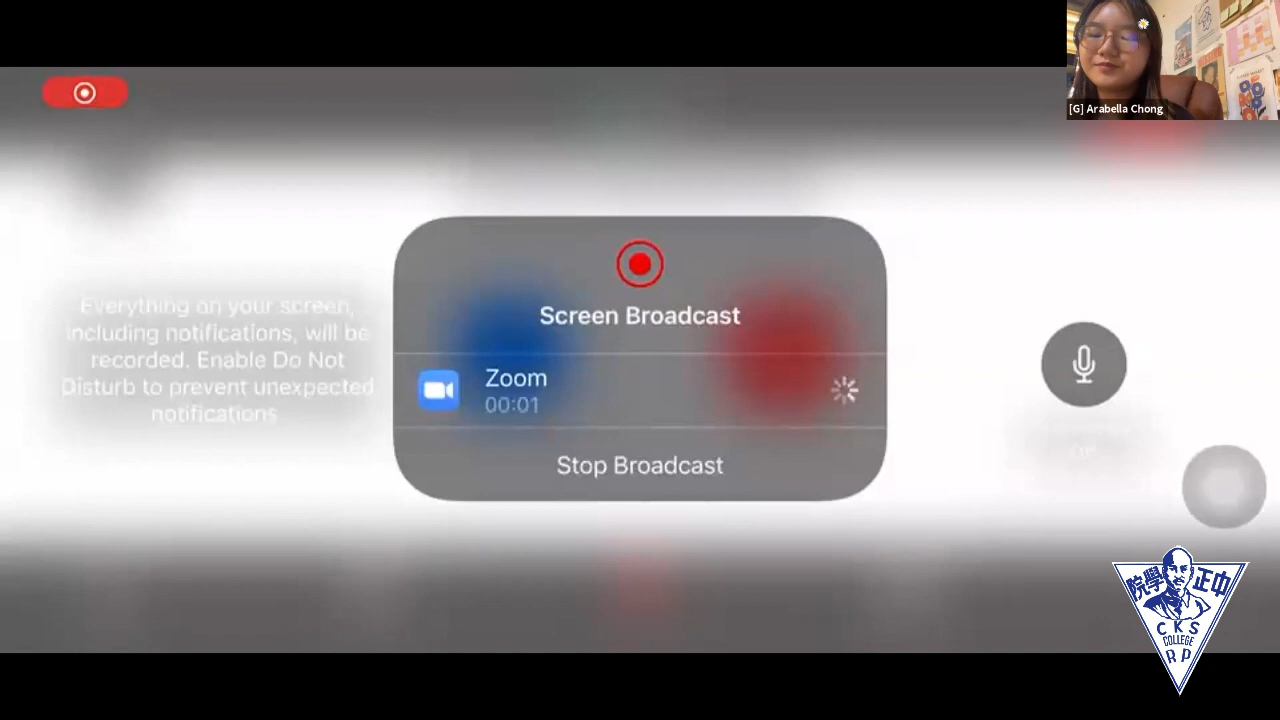 [G] Arabella Chong
Everything on your screen,
including notifications, will be
recorded. Enable Do Not
Disturb to prevent unexpected
notifications
Screen Broadcast
Zoom
00:01
Stop Broadcast
院學 正中
CKS
COLLEGE
RP